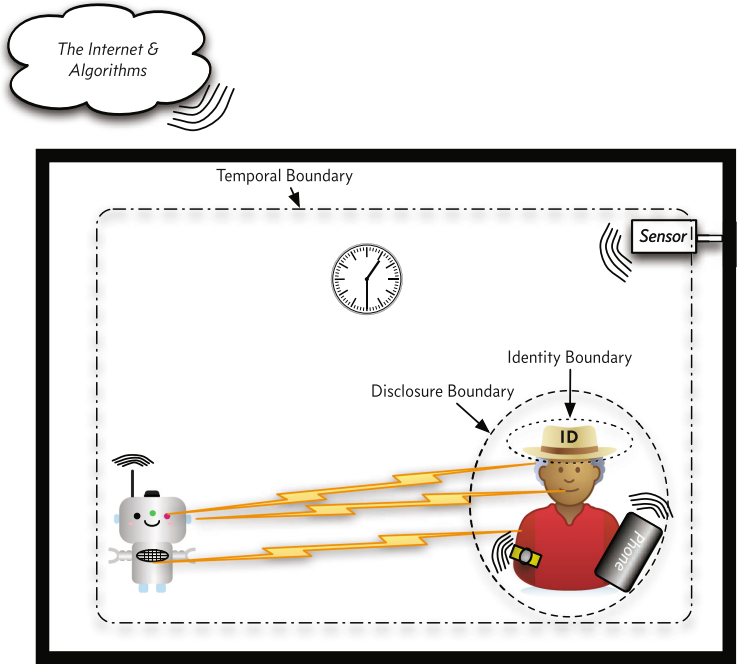 The Internet &
Algorithms
Temporal Boundary
Sensor
Identity Boundary
Disclosure Boundary
ID
Phone